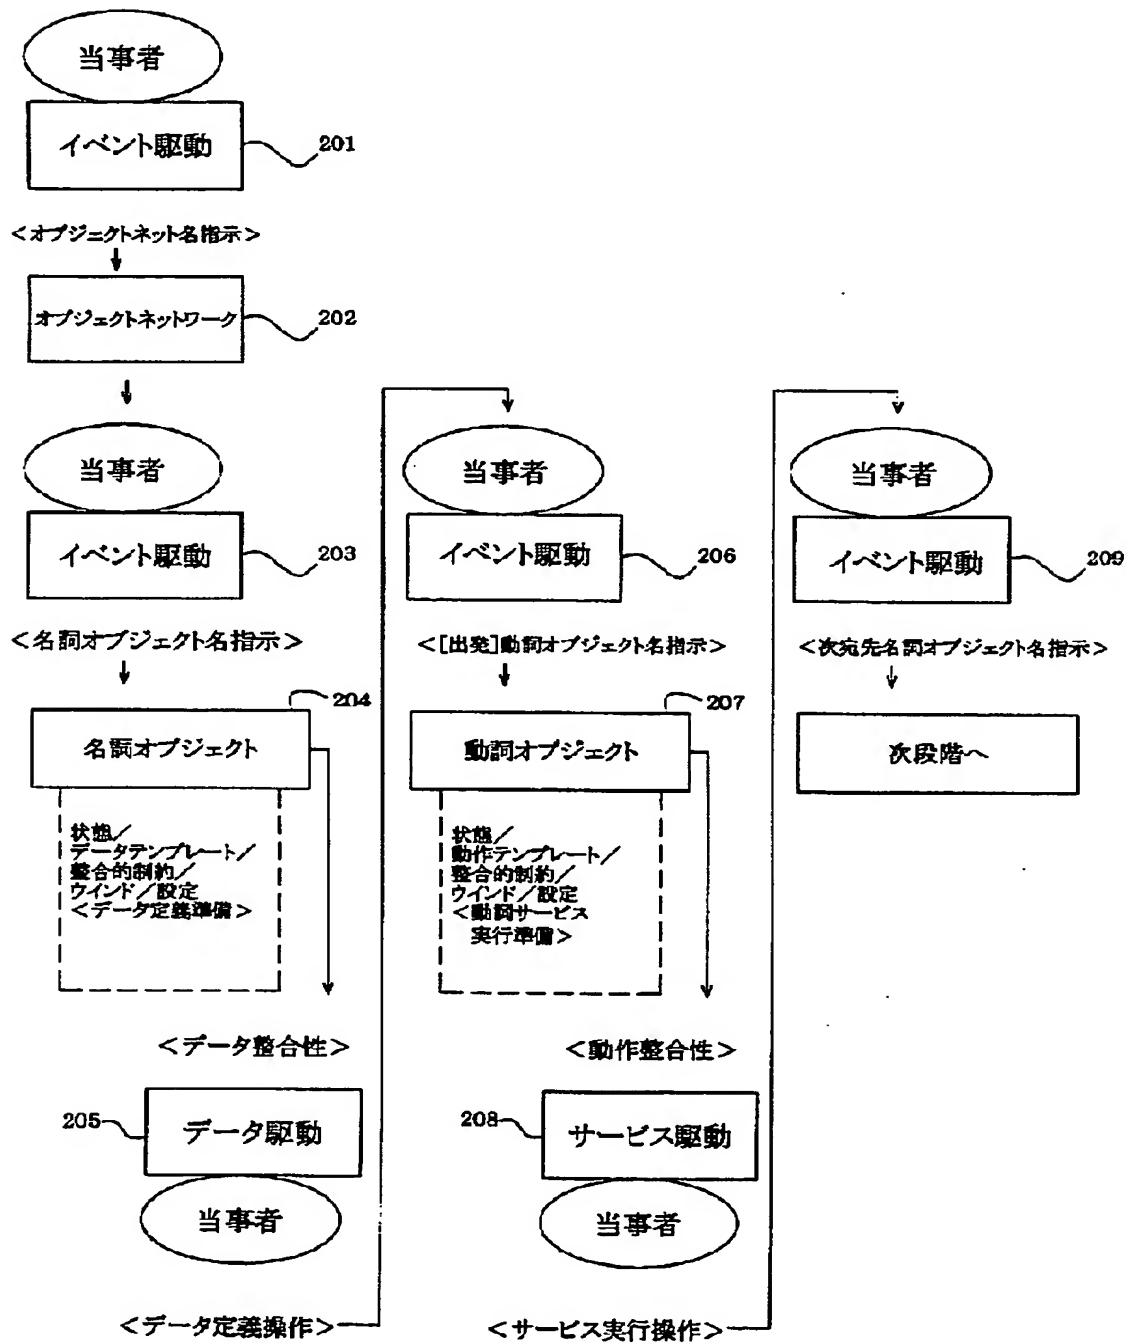 当事者
イベント駆動
201
<オブジェクトネット名指示>
オブジェクトネットワーク
202
当事者
イベント駆動
203
<名詞オブジェクト名指示>
204
名詞オブジェクト
状態/
データテンプレート/
整合的制約/
ウインド/設定
<データ定義準備>
<データ整合性>
205
データ駆動
当事者
<データ定義操作>
当事者
イベント駆動
206
<[出発]動詞オブジェクト名指示>
207
動詞オブジェクト
状態/
動作テンプレート/
整合的制約/
ウインド/設定
<動詞サービス
実行準備>
<動作整合性>
208
サービス駆動
当事者
<サービス実行操作>
当事者
イベント駆動
209
<次宛先名詞オブジェクト名指示>
次段階へ